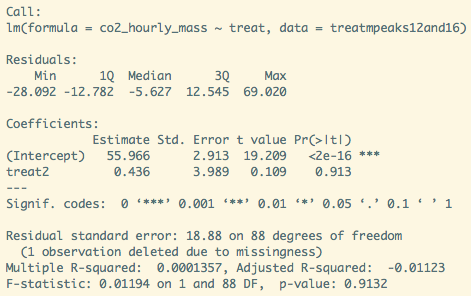 Call:
lm(formula = co2_hourly_mass ~ treat, data = treatmpeaks12and16)
Residuals:
Min 1Q Median 3Q Max
-28.092 -12.782 -5.627 12.545 69.020
Coefficients:
Estimate Std. Error t value Pr(>|t|)
(Intercept) 55.966 2.913 19.209 <2e-16 ***
treat2 0.436 3.989 0.109 0.913
---
Signif. codes: 0 ‘***’ 0.001 ‘**’ 0.01 ‘*’ 0.05 ‘.’ 0.1 ‘ ’ 1
Residual standard error: 18.88 on 88 degrees of freedom
(1 observation deleted due to missingness)
Multiple R-squared: 0.0001357, Adjusted R-squared: -0.01123
F-statistic: 0.01194 on 1 and 88 DF, p-value: 0.9132